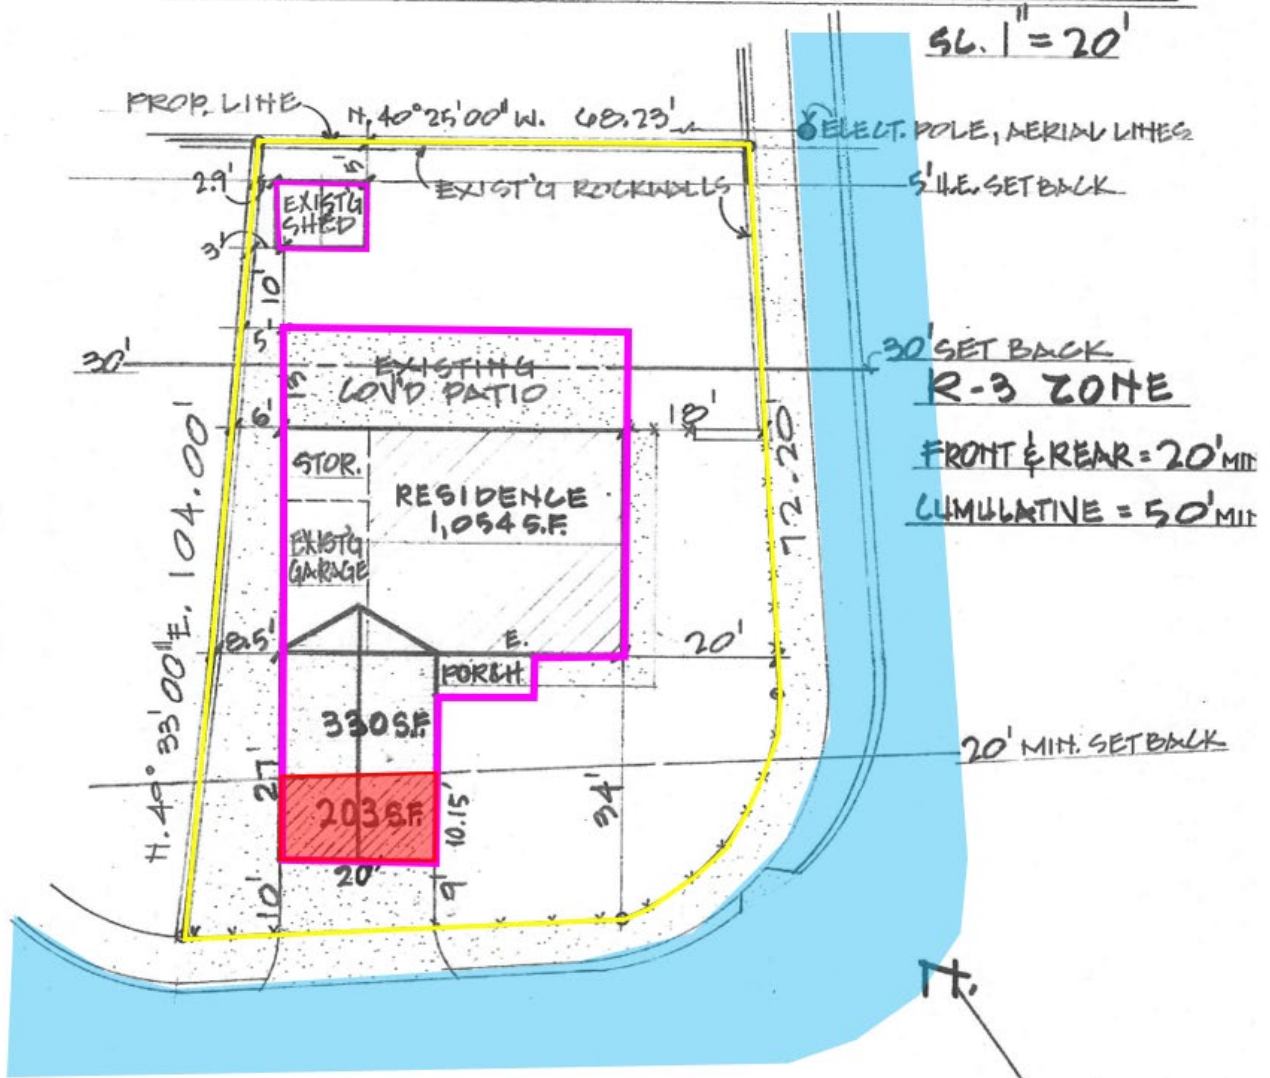 SC. 1" = 20'
PROP. LINE
N. 40° 25' 00" W. 68.23'
ELECT. POLE, AERIAL LINES
2.9'
5'
EXIST'G ROCKWALLS
5' U.E. SETBACK
EXIST'G
SHED
3'
10'
5'
30'
30' SET BACK
EXISTING
COV'D PATIO
15'
R-3 ZONE
6'
18'
FRONT & REAR = 20' MIN
CUMULATIVE = 50' MIN
STOR.
RESIDENCE
1,054 S.F.
72.20'
EXIST'G
GARAGE
N. 40° 33' 00" E. 104.00'
8.5'
E.
20'
PORCH
330 S.F.
20' MIN. SETBACK
27'
203 S.F.
10.15'
34'
20'
10'
9'
N.